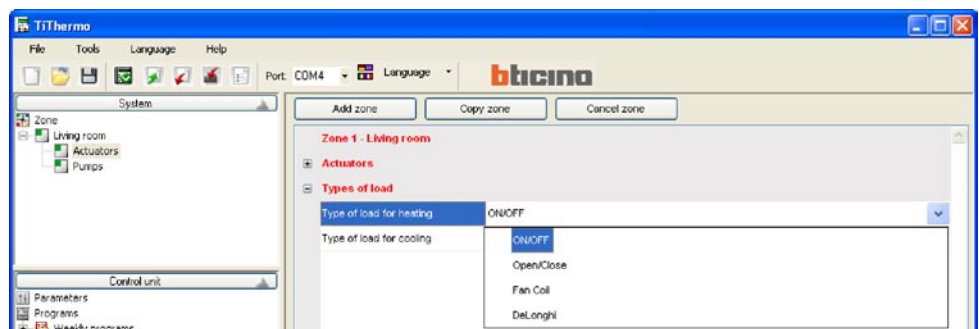 TiThermo
File Tools Language Help
Port: COM4 Language
bticino
System
Zone
Living room
Actuators
Pumps
Control unit
Parameters
Programs
Weekly programs
Add zone Copy zone Cancel zone
Zone 1 - Living room
Actuators
Types of load
Type of load for heating ON/OFF
Type of load for cooling
ON/OFF
Open/Close
Fan Coil
DeLonghi